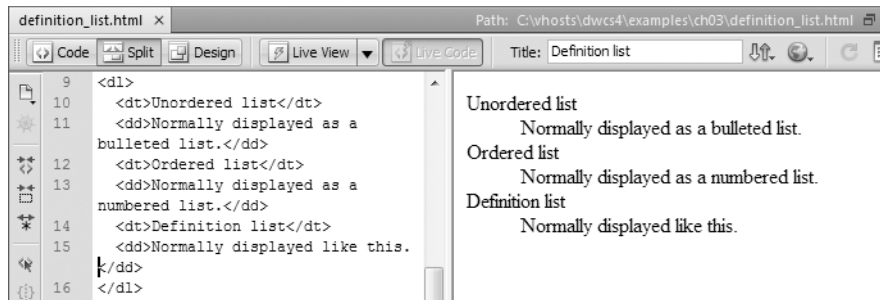 definition_list.html ×
Path: C:\vhosts\dwcs4\examples\ch03\definition_list.html
Code Split Design Live View Live Code Title: Definition list
9 <dl>
10 <dt>Unordered list</dt>
11 <dd>Normally displayed as a
bulleted list.</dd>
12 <dt>Ordered list</dt>
13 <dd>Normally displayed as a
numbered list.</dd>
14 <dt>Definition list</dt>
15 <dd>Normally displayed like this.
</dd>
16 </dl>
Unordered list
Normally displayed as a bulleted list.
Ordered list
Normally displayed as a numbered list.
Definition list
Normally displayed like this.